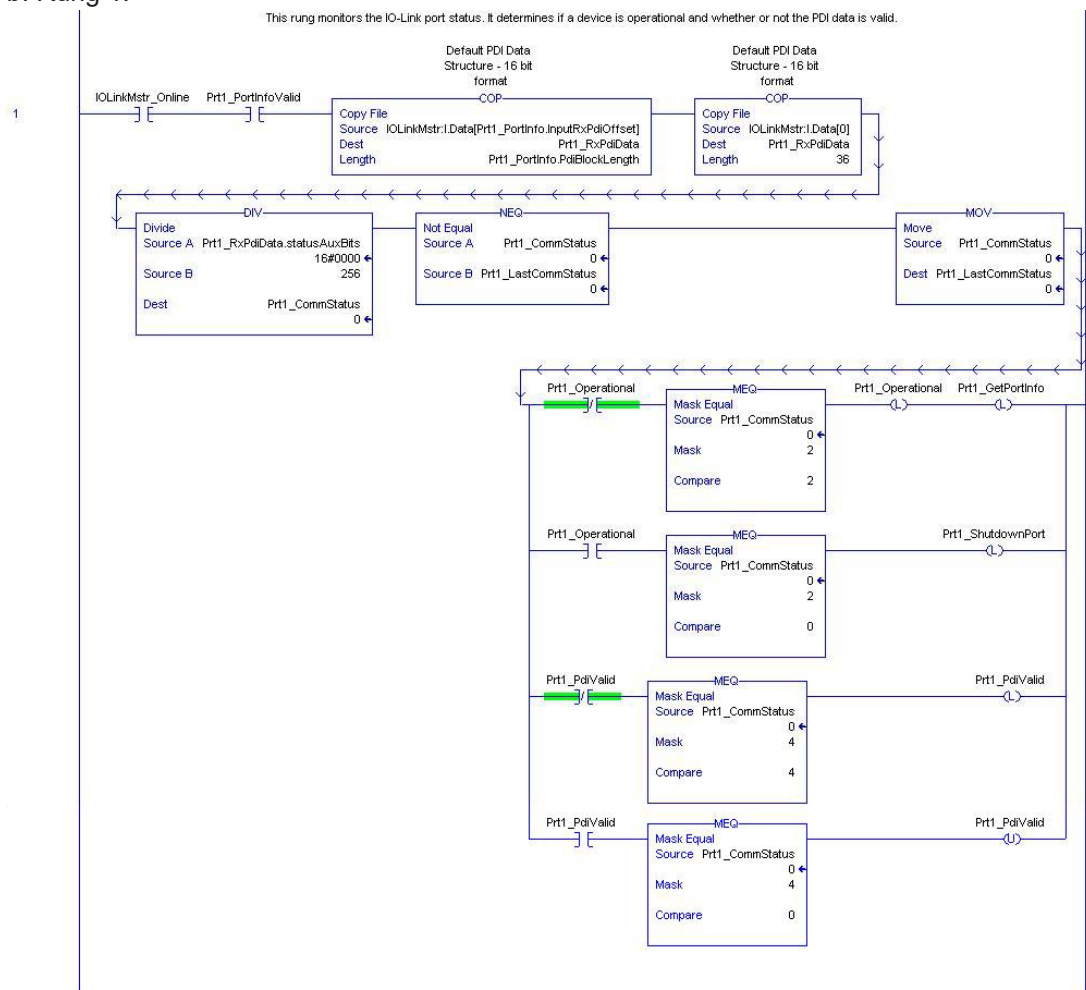 b. Rung 1:
This rung monitors the IO-Link port status. It determines if a device is operational and whether or not the PDI data is valid.
Default PDI Data
Structure - 16 bit
format
Default PDI Data
Structure - 16 bit
format
1
IOLinkMstr_Online
Prt1_PortInfoValid
COP
Copy File
Source IOLinkMstr:I.Data[Prt1_PortInfo.InputRxPdiOffset]
Dest Prt1_RxPdiData
Length Prt1_PortInfo.PdiBlockLength
COP
Copy File
Source IOLinkMstr:I.Data[0]
Dest Prt1_RxPdiData
Length 36
DIV
Divide
Source A Prt1_RxPdiData.statusAuxBits
16#0000
Source B 256
Dest Prt1_CommStatus
0
NEQ
Not Equal
Source A Prt1_CommStatus
0
Source B Prt1_LastCommStatus
0
MOV
Move
Source Prt1_CommStatus
0
Dest Prt1_LastCommStatus
0
Prt1_Operational
MEQ
Mask Equal
Source Prt1_CommStatus
0
Mask 2
Compare 2
Prt1_Operational
L
Prt1_GetPortInfo
L
Prt1_Operational
MEQ
Mask Equal
Source Prt1_CommStatus
0
Mask 2
Compare 0
Prt1_ShutdownPort
L
Prt1_PdiValid
MEQ
Mask Equal
Source Prt1_CommStatus
0
Mask 4
Compare 4
Prt1_PdiValid
L
Prt1_PdiValid
MEQ
Mask Equal
Source Prt1_CommStatus
0
Mask 4
Compare 0
Prt1_PdiValid
U